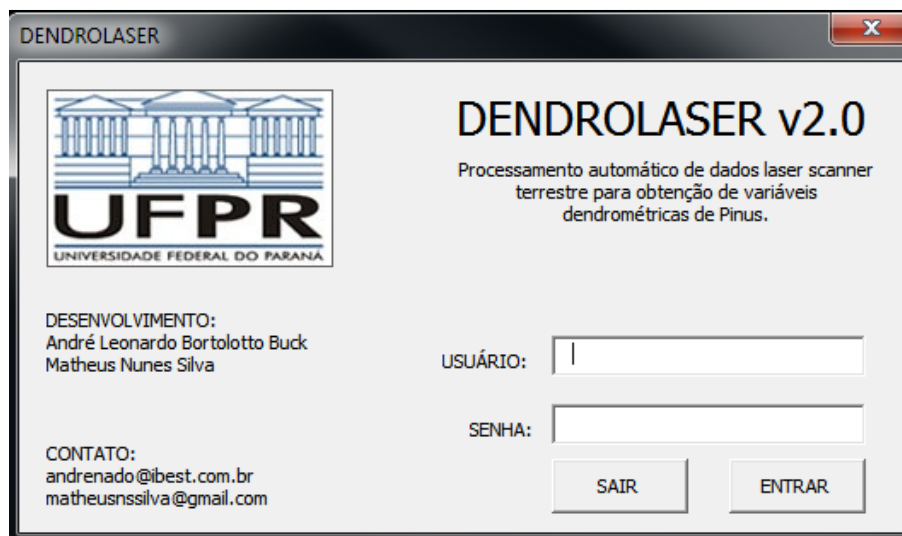 DENDROLASER
X
UFPR
UNIVERSIDADE FEDERAL DO PARANÁ
DENDROLASER v2.0
Processamento automático de dados laser scanner
terrestre para obtenção de variáveis
dendrométricas de Pinus.
DESENVOLVIMENTO:
André Leonardo Bortolotto Buck
Matheus Nunes Silva
USUÁRIO:
SENHA:
CONTATO:
andrenado@ibest.com.br
matheusnssilva@gmail.com
SAIR
ENTRAR